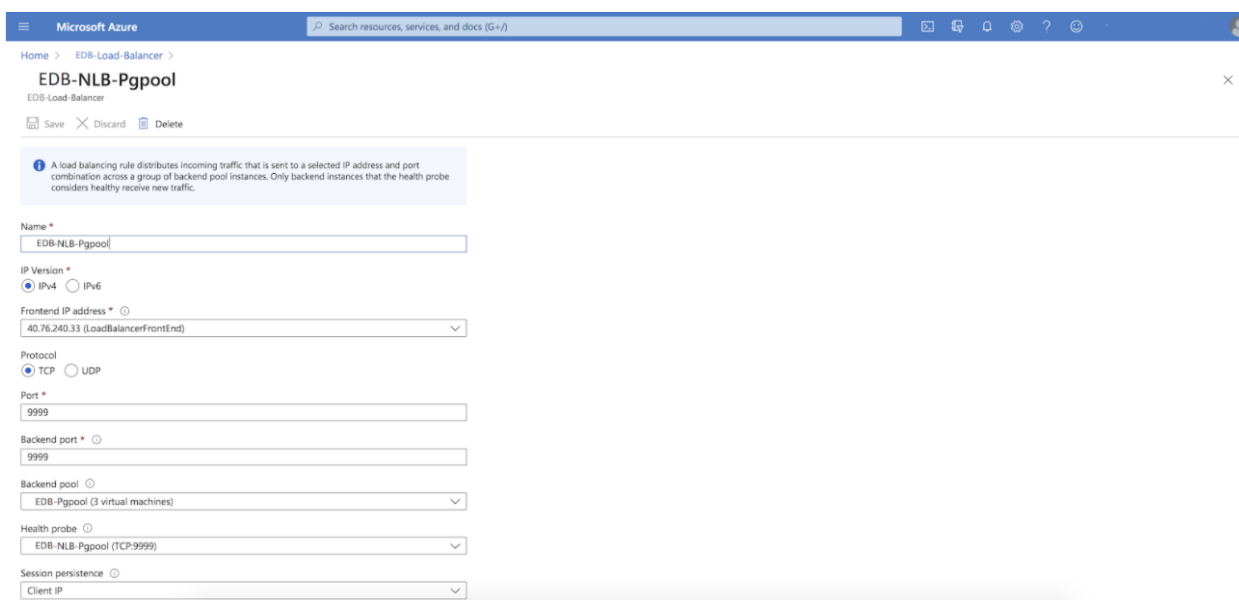 Microsoft Azure
Search resources, services, and docs (G+/)
Home > EDB-Load-Balancer >
EDB-NLB-Pgpool
EDB-Load-Balancer
Save Discard Delete
A load balancing rule distributes incoming traffic that is sent to a selected IP address and port
combination across a group of backend pool instances. Only backend instances that the health probe
considers healthy receive new traffic.
Name *
EDB-NLB-Pgpool
IP Version *
IPv4 IPv6
Frontend IP address *
40.76.240.33 (LoadBalancerFrontEnd)
Protocol
TCP UDP
Port *
9999
Backend port *
9999
Backend pool
EDB-Pgpool (3 virtual machines)
Health probe
EDB-NLB-Pgpool (TCP:9999)
Session persistence
Client IP